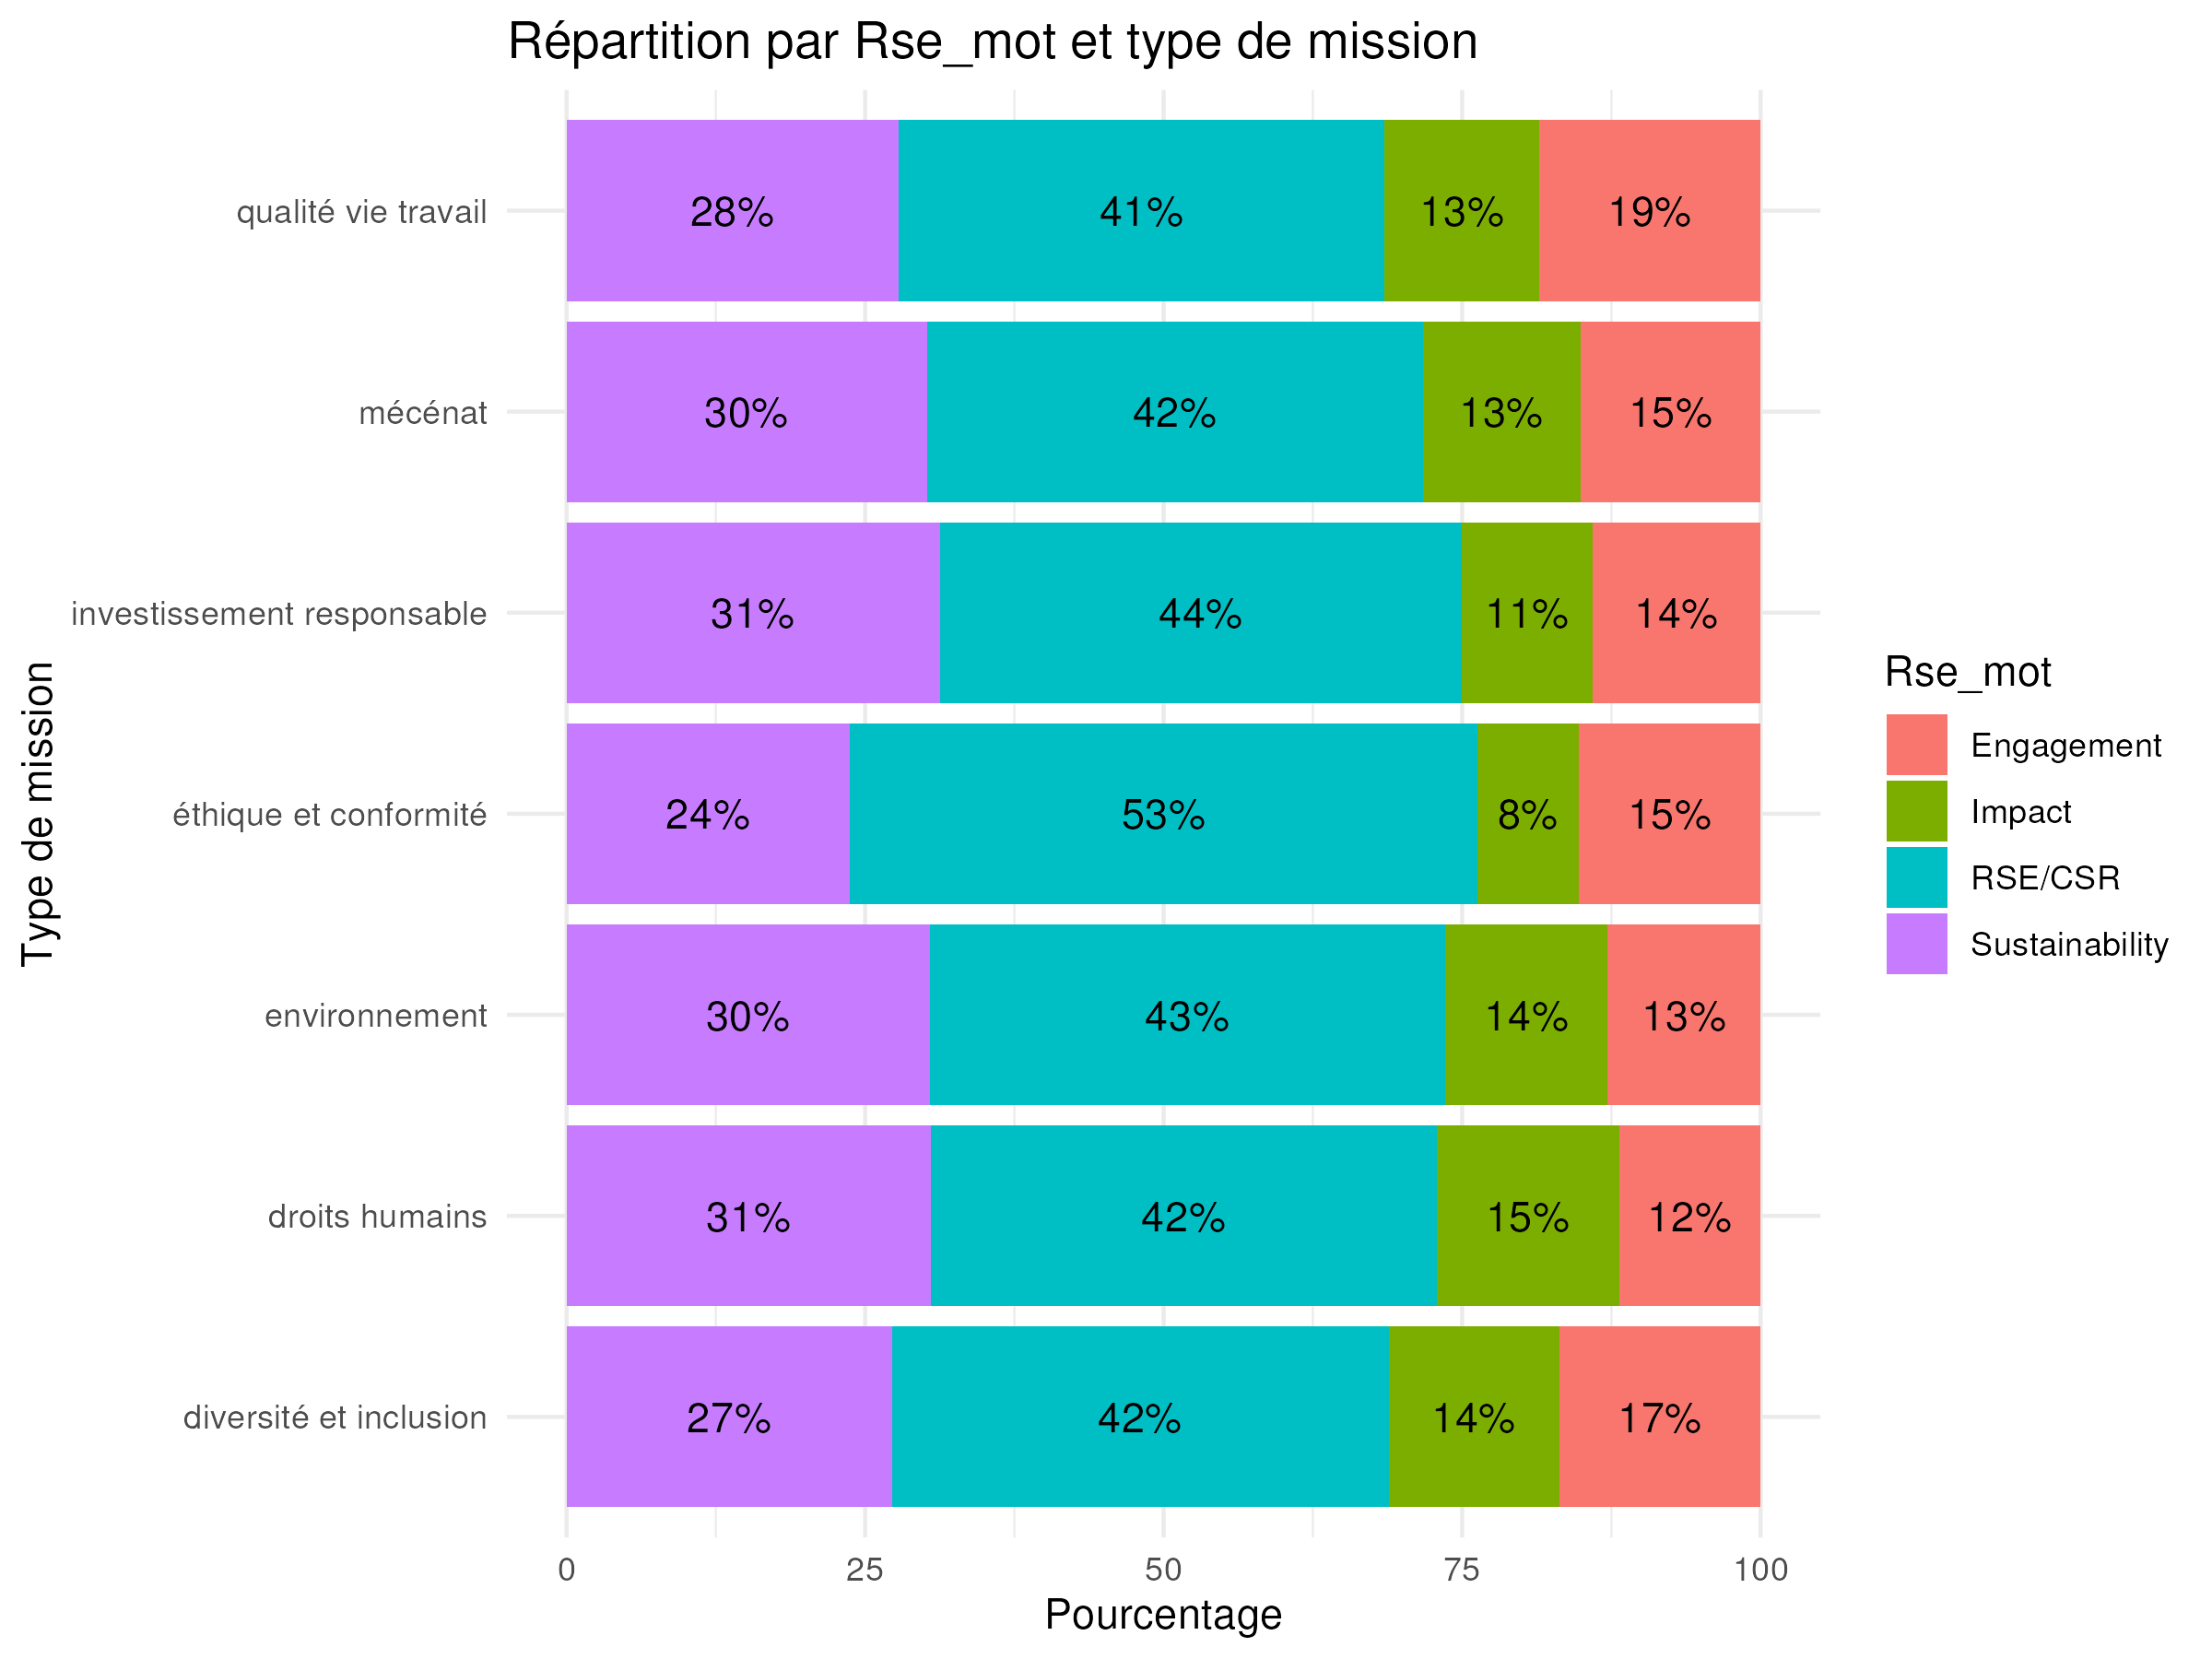 Répartition par Rse_mot et type de mission
Type de mission
qualité vie travail
28% 41% 13% 19%
mécénat
30% 42% 13% 15%
investissement responsable
31% 44% 11% 14%
éthique et conformité
24% 53% 8% 15%
environnement
30% 43% 14% 13%
droits humains
31% 42% 15% 12%
diversité et inclusion
27% 42% 14% 17%
0 25 50 75 100
Pourcentage
Rse_mot
Engagement
Impact
RSE/CSR
Sustainability